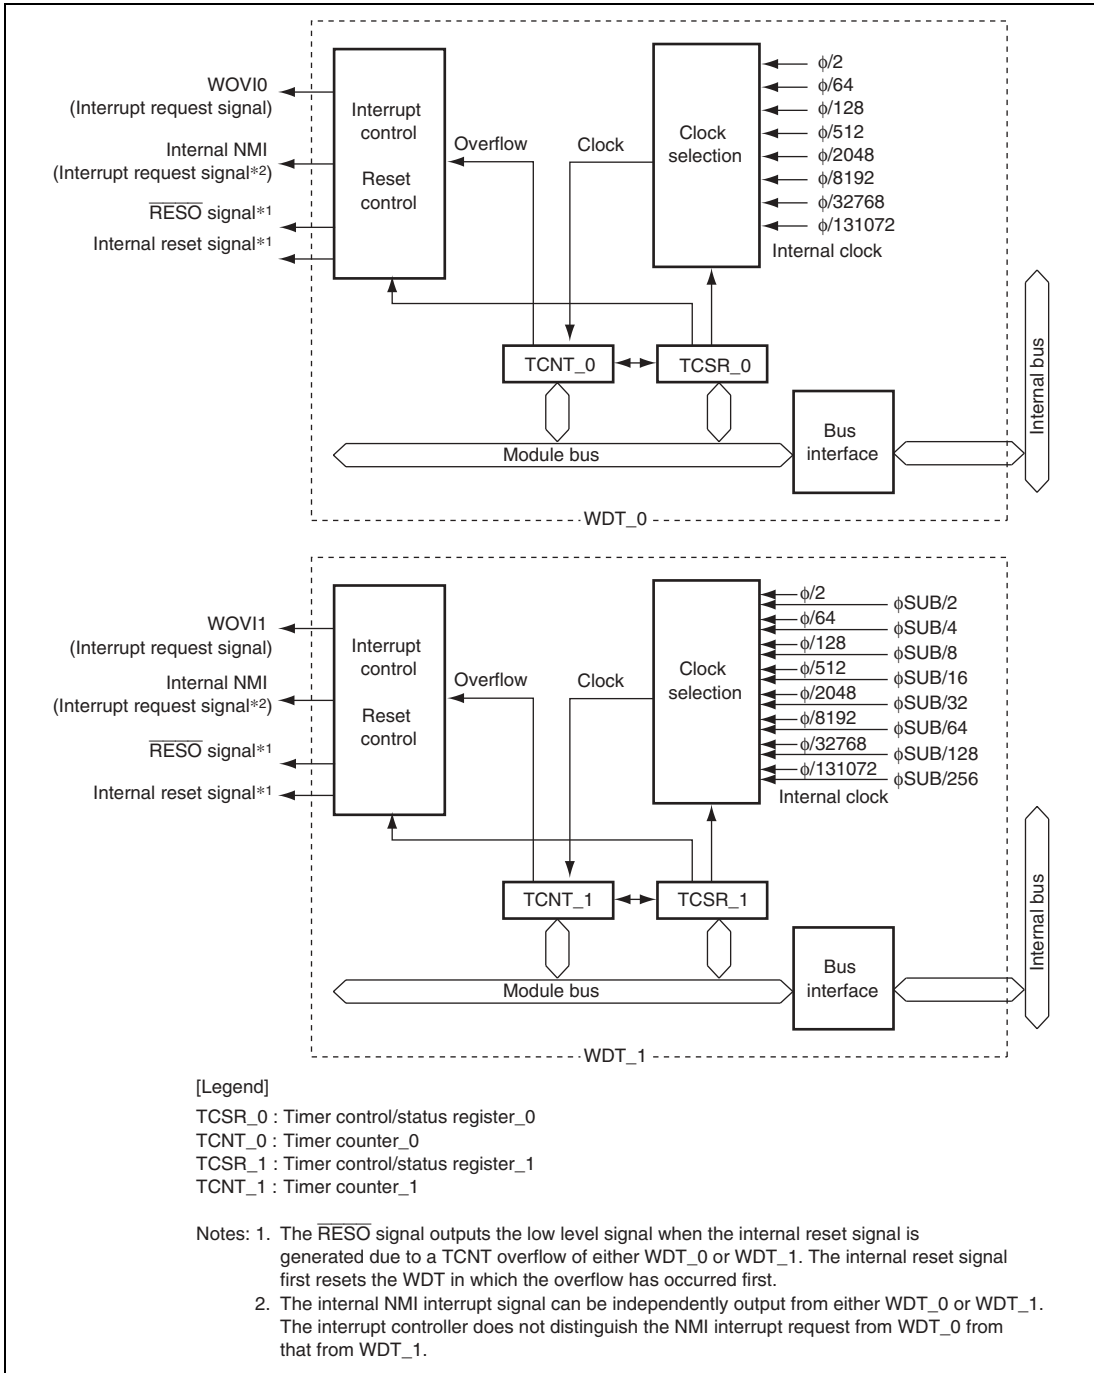 WOVI0
(Interrupt request signal)
Internal NMI
(Interrupt request signal*2)
RESO signal*1
Internal reset signal*1
Interrupt
control
Reset
control
Overflow
Clock
Clock
selection
ϕ/2
ϕ/64
ϕ/128
ϕ/512
ϕ/2048
ϕ/8192
ϕ/32768
ϕ/131072
Internal clock
TCNT_0
TCSR_0
Module bus
Bus
interface
Internal bus
WDT_0
WOVI1
(Interrupt request signal)
Internal NMI
(Interrupt request signal*2)
RESO signal*1
Internal reset signal*1
Interrupt
control
Reset
control
Overflow
Clock
Clock
selection
ϕ/2
ϕSUB/2
ϕ/64
ϕSUB/4
ϕ/128
ϕSUB/8
ϕ/512
ϕSUB/16
ϕ/2048
ϕSUB/32
ϕ/8192
ϕSUB/64
ϕ/32768
ϕSUB/128
ϕ/131072
ϕSUB/256
Internal clock
TCNT_1
TCSR_1
Module bus
Bus
interface
Internal bus
WDT_1
[Legend]
TCSR_0 : Timer control/status register_0
TCNT_0 : Timer counter_0
TCSR_1 : Timer control/status register_1
TCNT_1 : Timer counter_1
Notes: 1. The RESO signal outputs the low level signal when the internal reset signal is
generated due to a TCNT overflow of either WDT_0 or WDT_1. The internal reset signal
first resets the WDT in which the overflow has occurred first.
2. The internal NMI interrupt signal can be independently output from either WDT_0 or WDT_1.
The interrupt controller does not distinguish the NMI interrupt request from WDT_0 from
that from WDT_1.